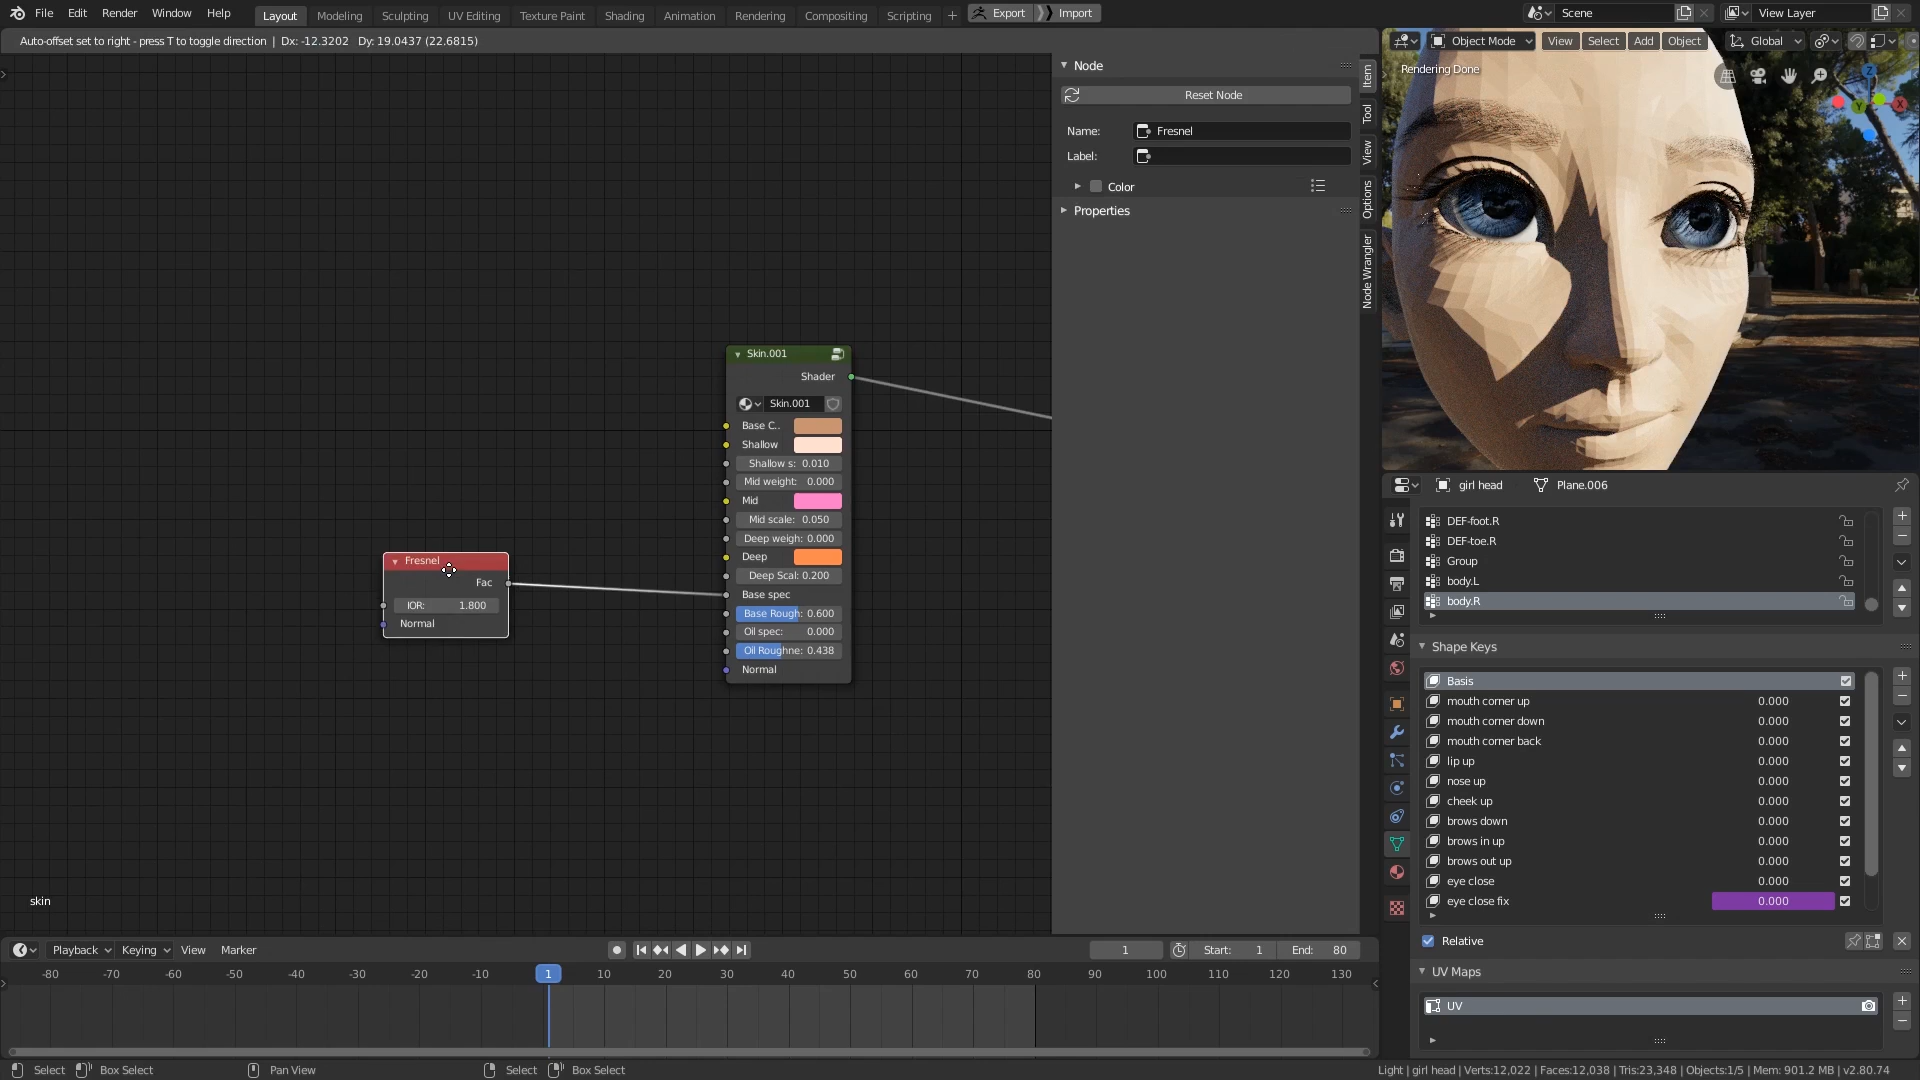 File Edit Render Window Help Layout Modeling Sculpting UV Editing Texture Paint Shading Animation Rendering Compositing Scripting + Export Import Scene View Layer
Auto-offset set to right - press T to toggle direction | Dx: -12.3202 Dy: 19.0437 (22.6815)
Object Mode View Select Add Object Global
Rendering Done
Z
Y
X
Node
Reset Node
Name: Fresnel
Label:
Color
Properties
Item
Tool
View
Options
Node Wrangler
Skin.001
Shader
Skin.001
Base C..
Shallow
Shallow s: 0.010
Mid weight: 0.000
Mid
Mid scale: 0.050
Deep weigh: 0.000
Deep
Deep Scal: 0.200
Base spec
Base Rough: 0.600
Oil spec: 0.000
Oil Roughne: 0.438
Normal
Fresnel
Fac
IOR: 1.800
Normal
skin
girl head Plane.006
DEF-foot.R
DEF-toe.R
Group
body.L
body.R
Shape Keys
Basis
mouth corner up 0.000
mouth corner down 0.000
mouth corner back 0.000
lip up 0.000
nose up 0.000
cheek up 0.000
brows down 0.000
brows in up 0.000
brows out up 0.000
eye close 0.000
eye close fix 0.000
Relative
UV Maps
UV
Playback Keying View Marker 1 Start: 1 End: 80
-80 -70 -60 -50 -40 -30 -20 -10 1 10 20 30 40 50 60 70 80 90 100 110 120 130
Select Box Select Pan View Select Box Select Light | girl head | Verts:12,022 | Faces:12,038 | Tris:23,348 | Objects:1/5 | Mem: 901.2 MB | v2.80.74